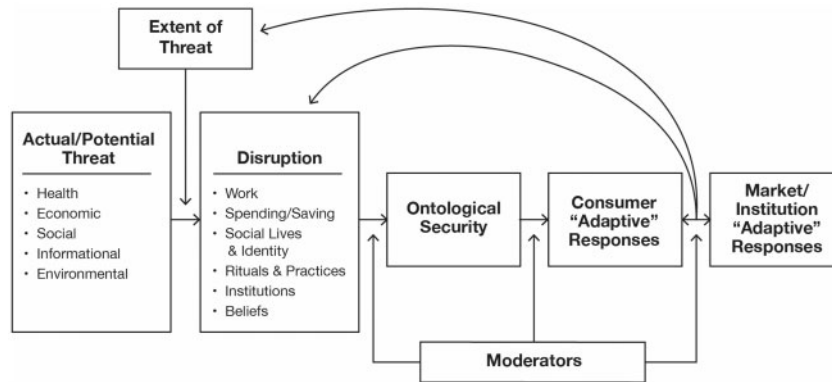 Extent of
Threat
Actual/Potential
Threat
• Health
• Economic
• Social
• Informational
• Environmental
Disruption
• Work
• Spending/Saving
• Social Lives
& Identity
• Rituals & Practices
• Institutions
• Beliefs
Ontological
Security
Consumer
“Adaptive”
Responses
Market/
Institution
“Adaptive”
Responses
Moderators